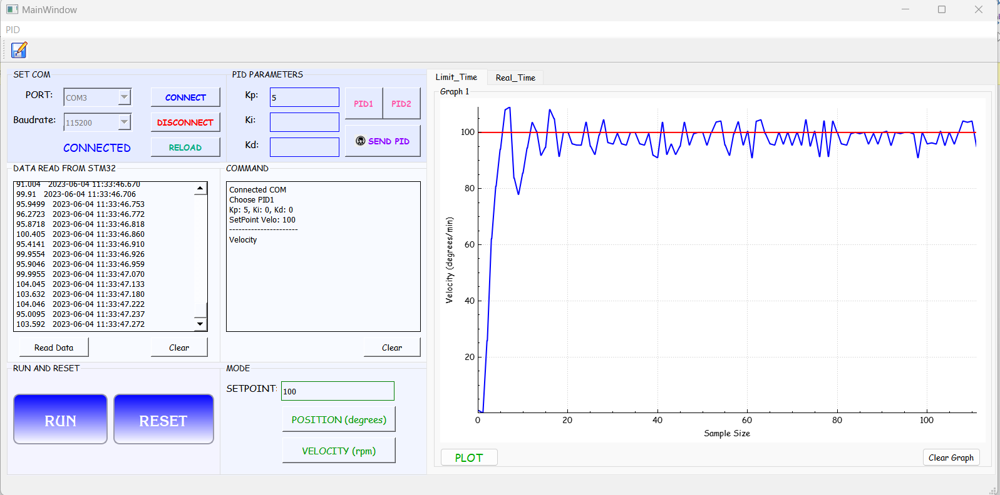 MainWindow
PID
SET COM
PORT: COM3
CONNECT
Baudrate: 115200
DISCONNECT
CONNECTED
RELOAD
PID PARAMETERS
Kp: 5
Ki:
Kd:
PID1
PID2
SEND PID
DATA READ FROM STM32
91.004 2023-06-04 11:33:46.670
99.91 2023-06-04 11:33:46.706
95.9499 2023-06-04 11:33:46.753
96.2723 2023-06-04 11:33:46.772
95.8718 2023-06-04 11:33:46.818
100.405 2023-06-04 11:33:46.860
95.4141 2023-06-04 11:33:46.910
99.9554 2023-06-04 11:33:46.926
95.9046 2023-06-04 11:33:46.959
99.9955 2023-06-04 11:33:47.070
104.045 2023-06-04 11:33:47.133
103.632 2023-06-04 11:33:47.180
104.046 2023-06-04 11:33:47.222
95.0095 2023-06-04 11:33:47.237
103.592 2023-06-04 11:33:47.272
Read Data
Clear
COMMAND
Connected COM
Choose PID1
Kp: 5, Ki: 0, Kd: 0
SetPoint Velo: 100
----------------------
Velocity
Clear
RUN AND RESET
RUN
RESET
MODE
SETPOINT: 100
POSITION (degrees)
VELOCITY (rpm)
Limit_Time
Real_Time
Graph 1
Velocity (degrees/min)
100
80
60
40
20
0
20
40
60
80
100
Sample Size
PLOT
Clear Graph